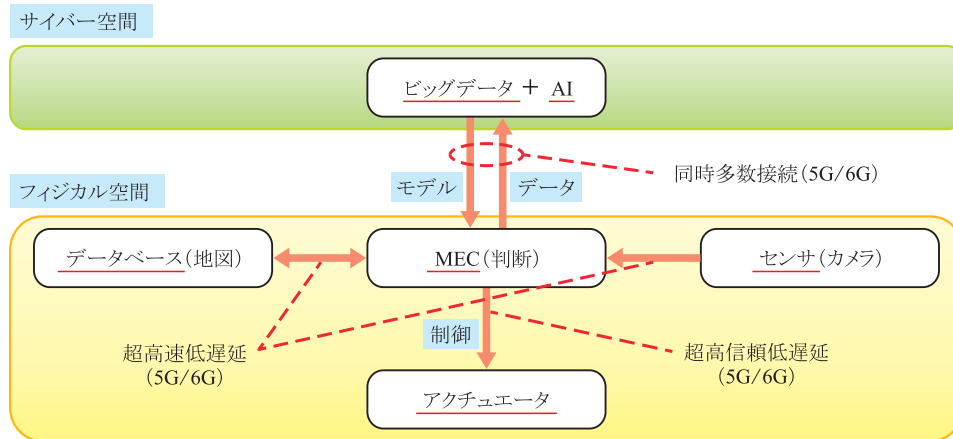 サイバー空間
ビッグデータ + AI
同時多数接続(5G/6G)
モデル
データ
フィジカル空間
データベース(地図)
MEC(判断)
センサ(カメラ)
制御
超高速低遅延
(5G/6G)
超高信頼低遅延
(5G/6G)
アクチュエータ